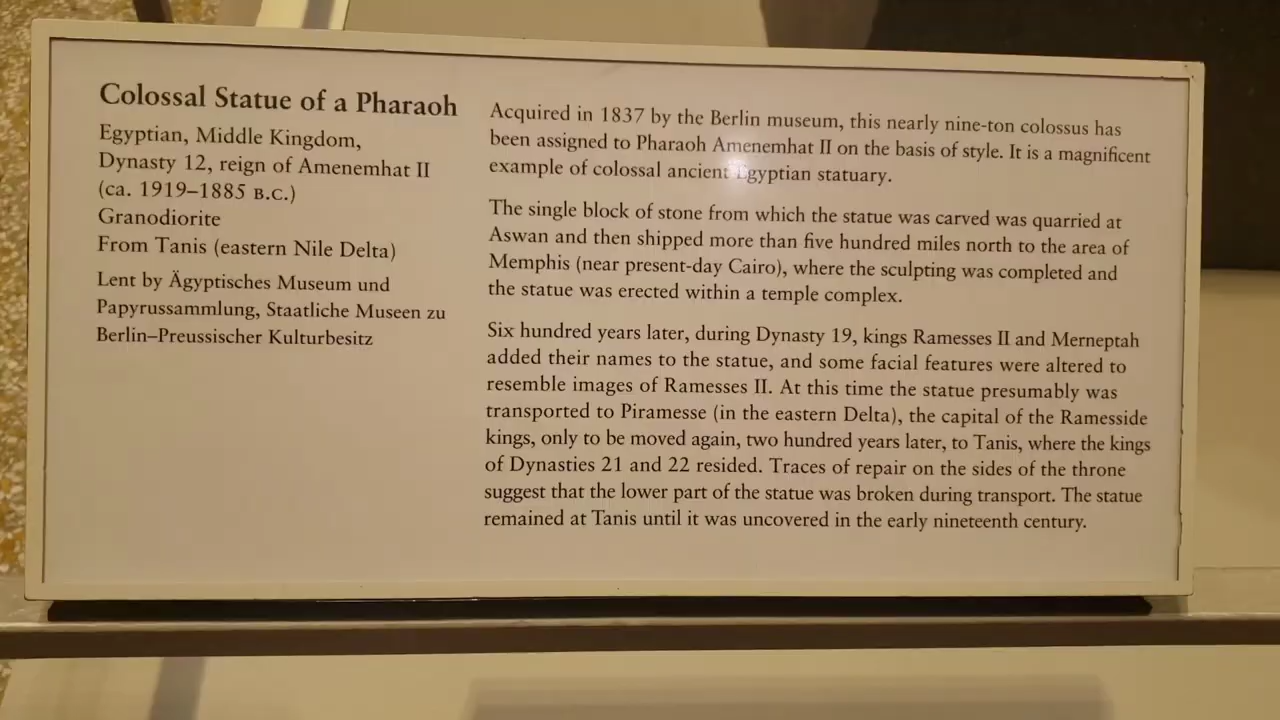 Colossal Statue of a Pharaoh
Egyptian, Middle Kingdom,
Dynasty 12, reign of Amenemhat II
(ca. 1919–1885 B.C.)
Granodiorite
From Tanis (eastern Nile Delta)
Lent by Ägyptisches Museum und
Papyrussammlung, Staatliche Museen zu
Berlin–Preussischer Kulturbesitz
Acquired in 1837 by the Berlin museum, this nearly nine-ton colossus has
been assigned to Pharaoh Amenemhat II on the basis of style. It is a magnificent
example of colossal ancient Egyptian statuary.
The single block of stone from which the statue was carved was quarried at
Aswan and then shipped more than five hundred miles north to the area of
Memphis (near present-day Cairo), where the sculpting was completed and
the statue was erected within a temple complex.
Six hundred years later, during Dynasty 19, kings Ramesses II and Merneptah
added their names to the statue, and some facial features were altered to
resemble images of Ramesses II. At this time the statue presumably was
transported to Piramesse (in the eastern Delta), the capital of the Ramesside
kings, only to be moved again, two hundred years later, to Tanis, where the kings
of Dynasties 21 and 22 resided. Traces of repair on the sides of the throne
suggest that the lower part of the statue was broken during transport. The statue
remained at Tanis until it was uncovered in the early nineteenth century.